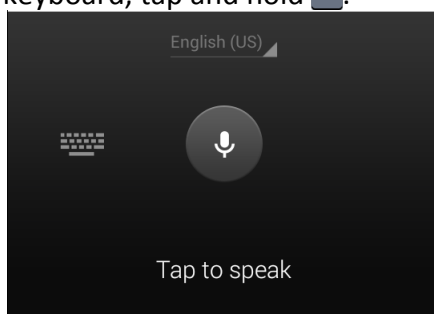 keyboard, tap and hold .
English (US)
Tap to speak